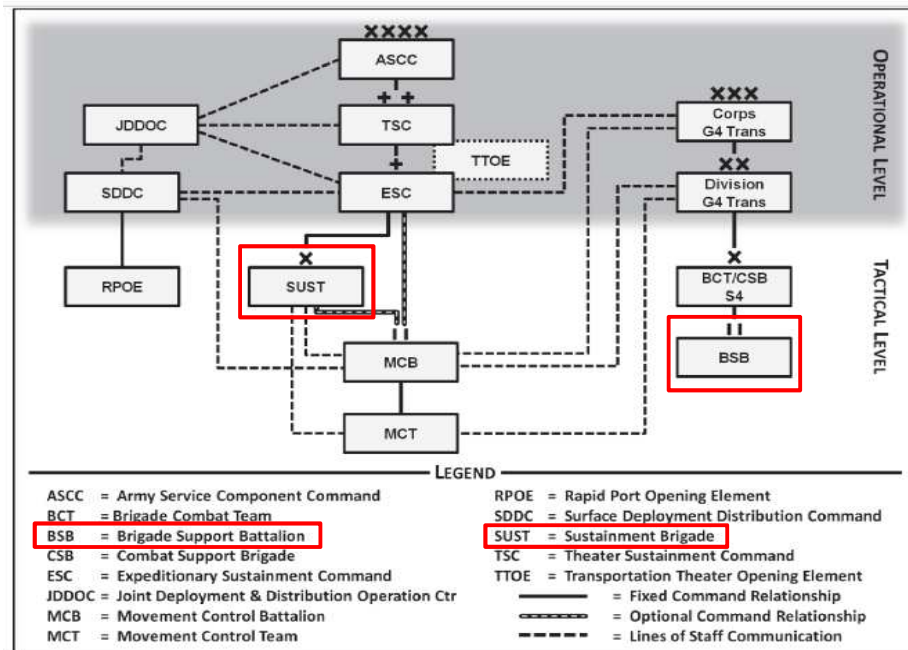 XXXX
ASCC
JDDOC
TSC
TTOE
SDDC
ESC
XXX
Corps
G4 Trans
XX
Division
G4 Trans
OPERATIONAL LEVEL
RPOE
X
SUST
X
BCT/CSB
S4
BSB
MCB
MCT
TACTICAL LEVEL
LEGEND
ASCC = Army Service Component Command
BCT = Brigade Combat Team
BSB = Brigade Support Battalion
CSB = Combat Support Brigade
ESC = Expeditionary Sustainment Command
JDDOC = Joint Deployment & Distribution Operation Ctr
MCB = Movement Control Battalion
MCT = Movement Control Team
RPOE = Rapid Port Opening Element
SDDC = Surface Deployment Distribution Command
SUST = Sustainment Brigade
TSC = Theater Sustainment Command
TTOE = Transportation Theater Opening Element
= Fixed Command Relationship
= Optional Command Relationship
= Lines of Staff Communication